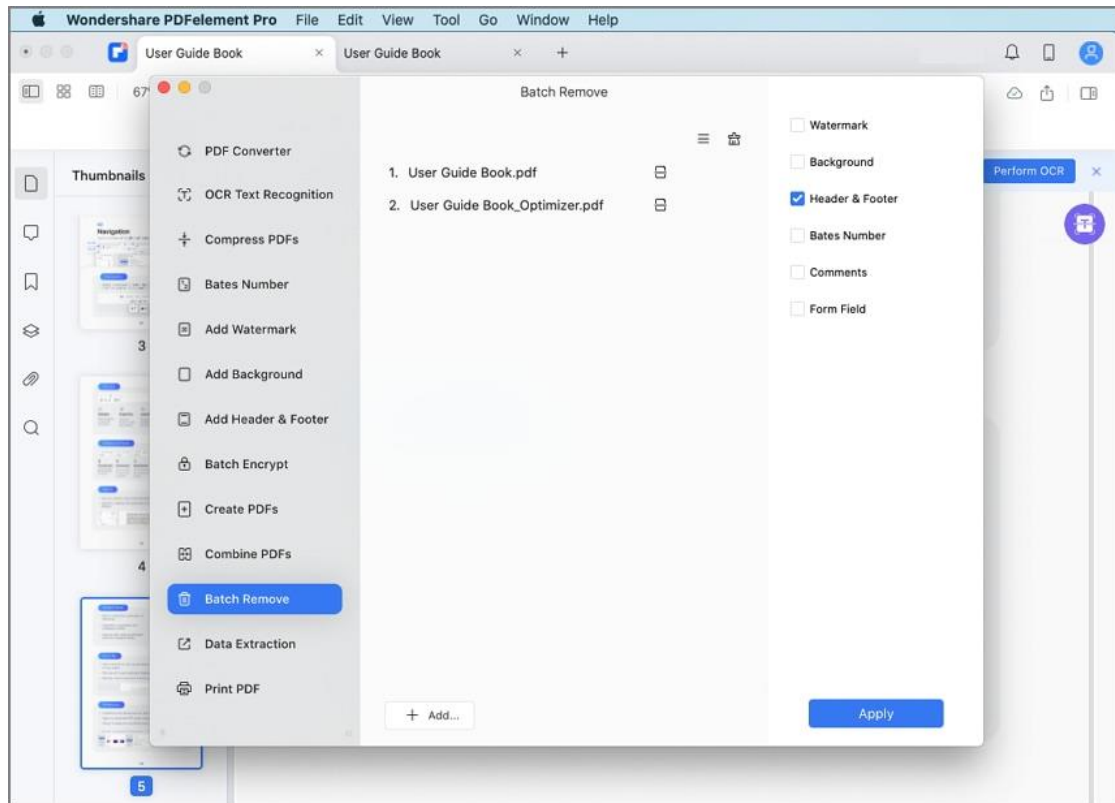 Wondershare PDFelement Pro File Edit View Tool Go Window Help
User Guide Book
User Guide Book
Batch Remove
Thumbnails
Navigation
3
4
5
PDF Converter
OCR Text Recognition
Compress PDFs
Bates Number
Add Watermark
Add Background
Add Header & Footer
Batch Encrypt
Create PDFs
Combine PDFs
Batch Remove
Data Extraction
Print PDF
1. User Guide Book.pdf
2. User Guide Book_Optimizer.pdf
+ Add...
Watermark
Background
Header & Footer
Bates Number
Comments
Form Field
Apply
Perform OCR